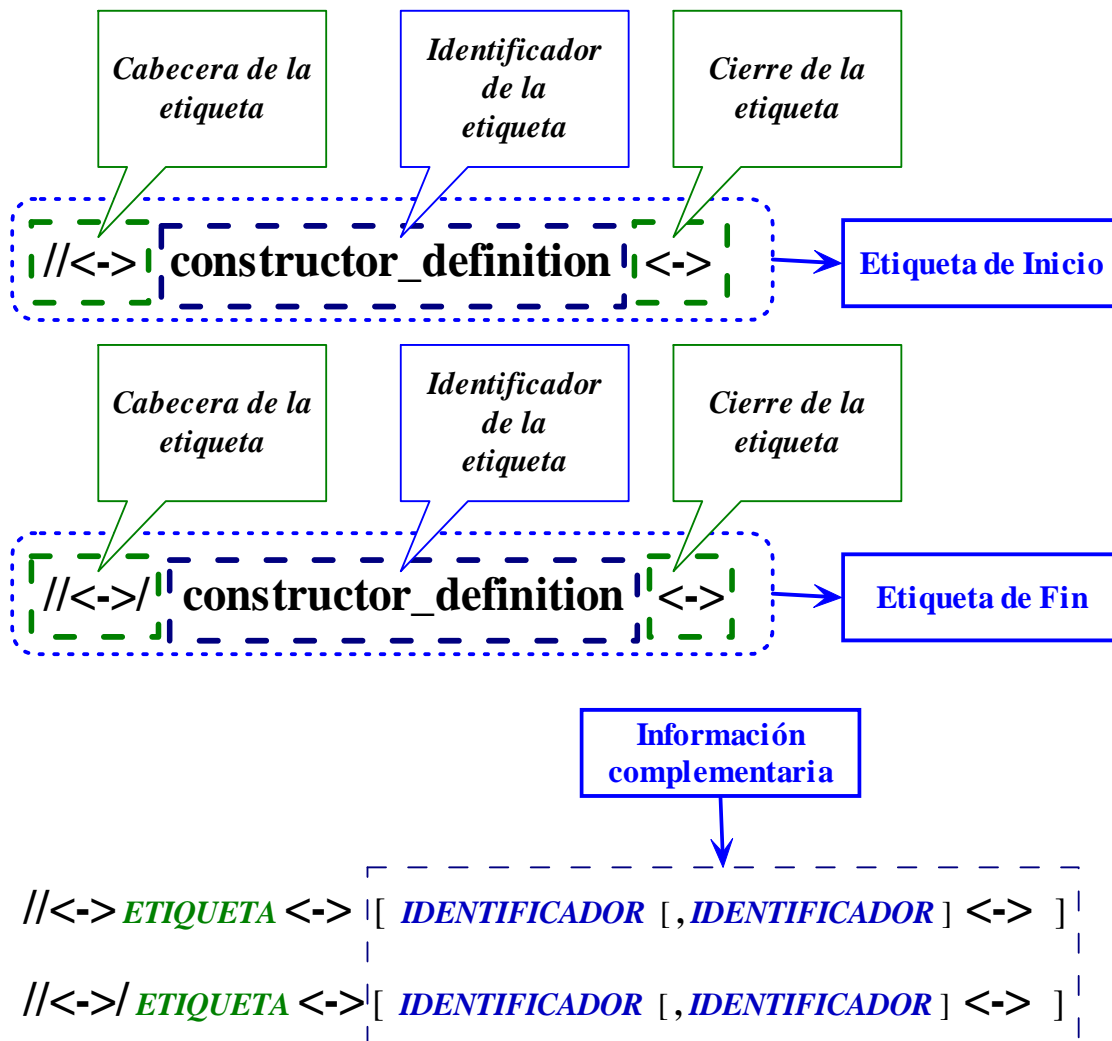 Cabecera de la
etiqueta
Identificador
de la
etiqueta
Cierre de la
etiqueta
//<-> constructor_definition <->
Etiqueta de Inicio
Cabecera de la
etiqueta
Identificador
de la
etiqueta
Cierre de la
etiqueta
//<->/ constructor_definition <->
Etiqueta de Fin
Información
complementaria
//<-> ETIQUETA <-> [ IDENTIFICADOR [ , IDENTIFICADOR ] <-> ]
//<->/ ETIQUETA <-> [ IDENTIFICADOR [ , IDENTIFICADOR ] <-> ]